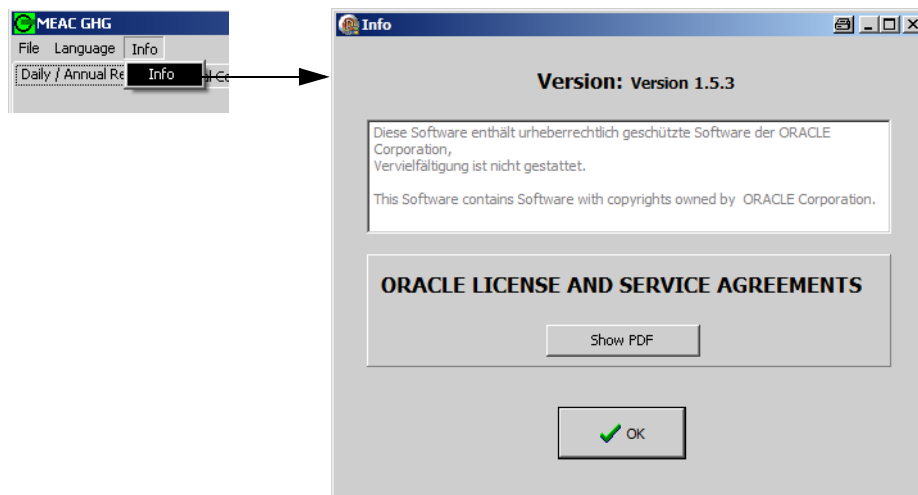 MEAC GHG
File Language Info
Daily / Annual Re
Info
Info
Version: Version 1.5.3
Diese Software enthält urheberrechtlich geschützte Software der ORACLE
Corporation,
Vervielfältigung ist nicht gestattet.
This Software contains Software with copyrights owned by ORACLE Corporation.
ORACLE LICENSE AND SERVICE AGREEMENTS
Show PDF
OK